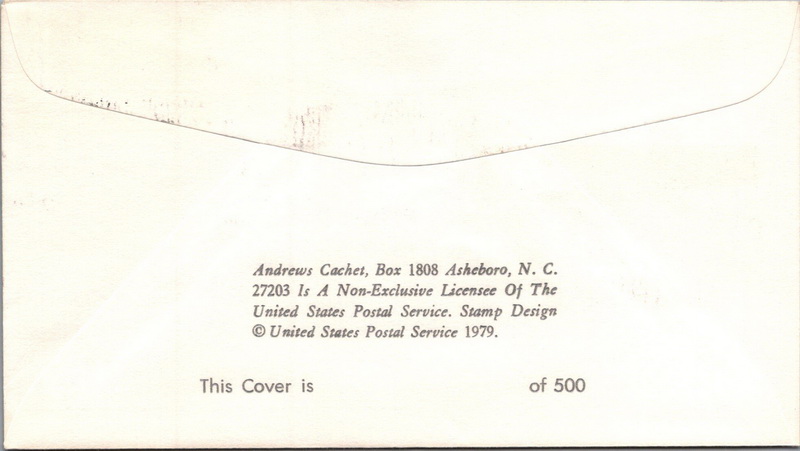 Andrews Cachet, Box 1808 Asheboro, N. C.
27203 Is A Non-Exclusive Licensee Of The
United States Postal Service. Stamp Design
© United States Postal Service 1979.
This Cover is of 500